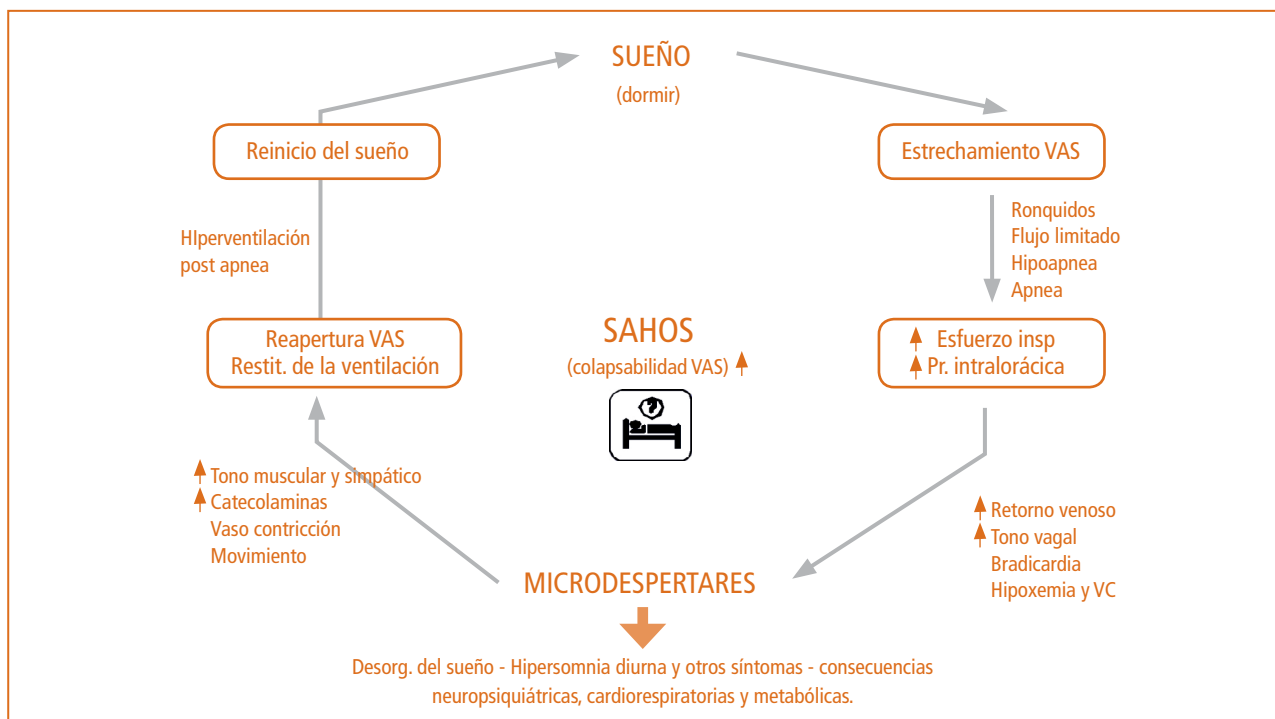 SUEÑO
(dormir)
Reinicio del sueño
Estrechamiento VAS
Ronquidos
Flujo limitado
Hipoapnea
Apnea
HIperventilación
post apnea
Reapertura VAS
Restit. de la ventilación
SAHOS
(colapsabilidad VAS)
Esfuerzo insp
Pr. intralorácica
?
Tono muscular y simpático
Catecolaminas
Vaso contricción
Movimiento
Retorno venoso
Tono vagal
Bradicardia
Hipoxemia y VC
MICRODESPERTARES
Desorg. del sueño - Hipersomnia diurna y otros síntomas - consecuencias
neuropsiquiátricas, cardiorespiratorias y metabólicas.